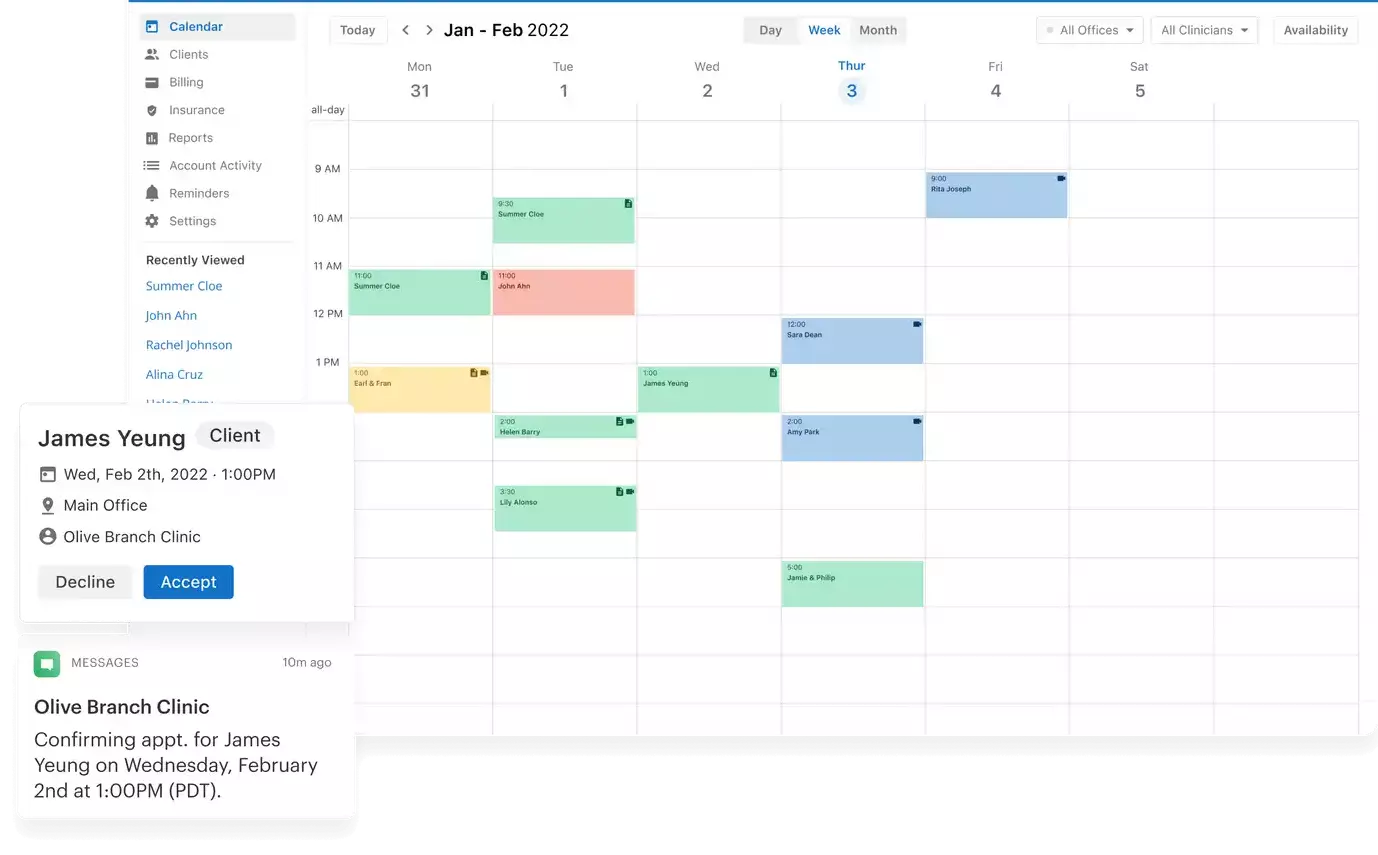 Calendar
Clients
Billing
Insurance
Reports
Account Activity
Reminders
Settings
Recently Viewed
Summer Cloe
John Ahn
Rachel Johnson
Alina Cruz
Helen Barry
Today
Jan - Feb 2022
Day Week Month
All Offices
All Clinicians
Availability
Mon Tue Wed Thur Fri Sat
31 1 2 3 4 5
all-day
9 AM
9:00
Rita Joseph
9:30
Summer Cloe
10 AM
11 AM
11:00
Summer Cloe
11:00
John Ahn
12 PM
12:00
Sara Dean
1 PM
1:00
Earl & Fran
1:00
James Yeung
2:00
Helen Barry
2:00
Amy Park
3:30
Lily Alonso
5:00
Jamie & Philip
James Yeung Client
Wed, Feb 2th, 2022 · 1:00PM
Main Office
Olive Branch Clinic
Decline Accept
MESSAGES 10m ago
Olive Branch Clinic
Confirming appt. for James
Yeung on Wednesday, February
2nd at 1:00PM (PDT).